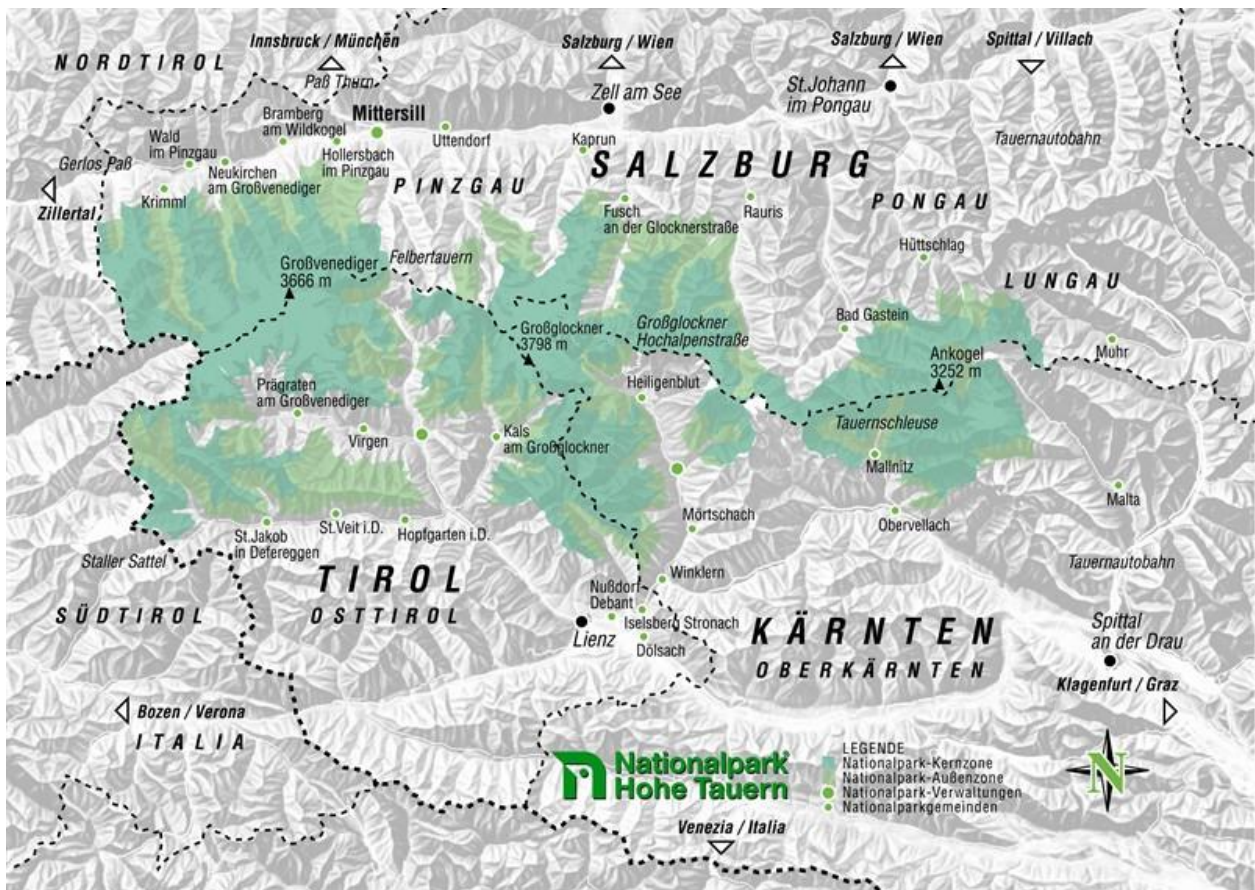 Innsbruck / München
Salzburg / Wien
Salzburg / Wien
Spittal / Villach
NORDTIROL
Paß Thurn
Zell am See
St.Johann
im Pongau
Bramberg
am Wildkogel
Mittersill
Uttendorf
Tauernautobahn
Wald
im Pinzgau
Hollersbach
im Pinzgau
Kaprun
SALZBURG
Gerlos Paß
Neukirchen
am Großvenediger
PINZGAU
Zillertal
Krimml
Fusch
an der Glocknerstraße
Rauris
PONGAU
Hüttschlag
Felbertauern
Großvenediger
3666 m
LUNGAU
Großglockner
3798 m
Großglockner
Hochalpenstraße
Bad Gastein
Ankogel
3252 m
Muhr
Prägraten
am Großvenediger
Heiligenblut
Tauernschleuse
Virgen
Kals
am Großglockner
Mallnitz
Malta
St.Jakob
in Defereggen
St.Veit i.D.
Hopfgarten i.D.
Mörtschach
Obervellach
Staller Sattel
Tauernautobahn
TIROL
OSTTIROL
Winklern
SÜDTIROL
Nußdorf
Debant
Iselsberg Stronach
Lienz
Dölsach
KÄRNTEN
OBERKÄRNTEN
Spittal
an der Drau
Klagenfurt / Graz
Bozen / Verona
ITALIA
Nationalpark
Hohe Tauern
LEGENDE
Nationalpark-Kernzone
Nationalpark-Außenzone
Nationalpark-Verwaltungen
Nationalparkgemeinden
N
Venezia / Italia